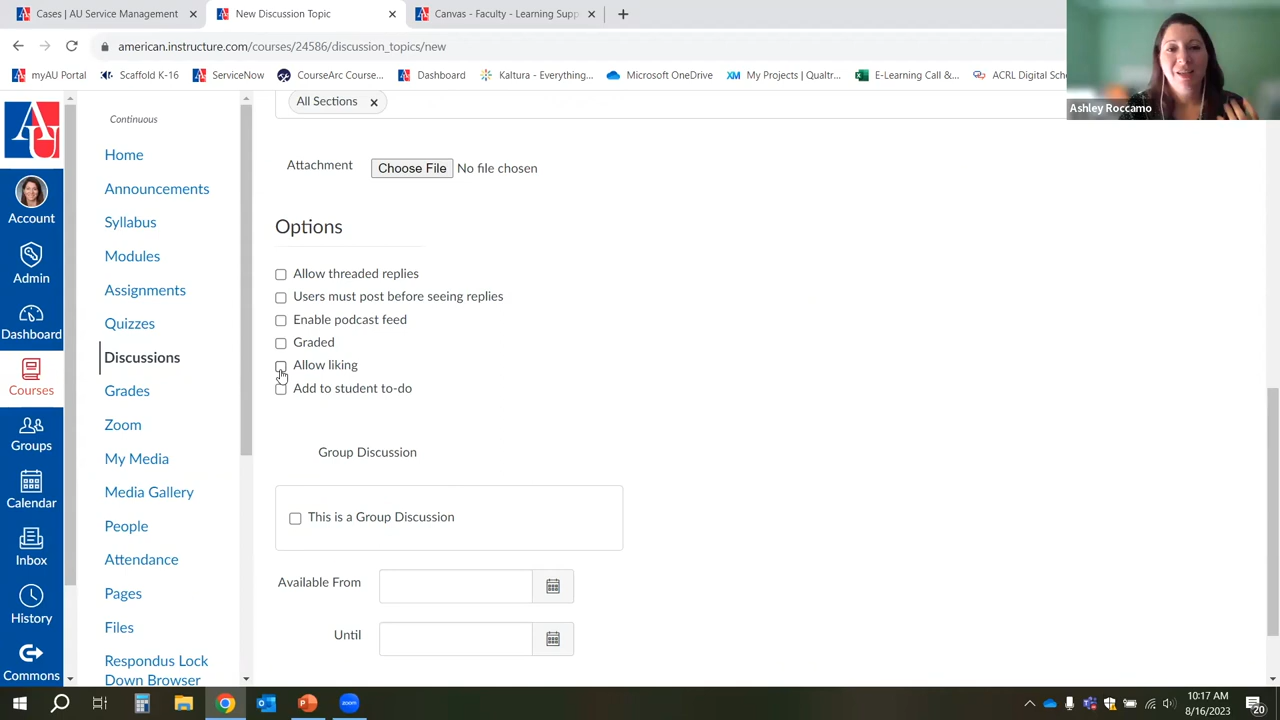 Cases | AU Service Management
New Discussion Topic
Canvas - Faculty - Learning Supp
american.instructure.com/courses/24586/discussion_topics/new
myAU Portal
Scaffold K-16
ServiceNow
CourseArc Course...
Dashboard
Kaltura - Everything...
Microsoft OneDrive
My Projects | Qualtr...
E-Learning Call &...
ACRL Digital Sch
Ashley Roccamo
AU
Account
Admin
Dashboard
Courses
Groups
Calendar
Inbox
History
Commons
Continuous
Home
Announcements
Syllabus
Modules
Assignments
Quizzes
Discussions
Grades
Zoom
My Media
Media Gallery
People
Attendance
Pages
Files
Respondus Lock
Down Browser
All Sections
Attachment Choose File No file chosen
Options
Allow threaded replies
Users must post before seeing replies
Enable podcast feed
Graded
Allow liking
Add to student to-do
Group Discussion
This is a Group Discussion
Available From
Until
10:17 AM
8/16/2023
20